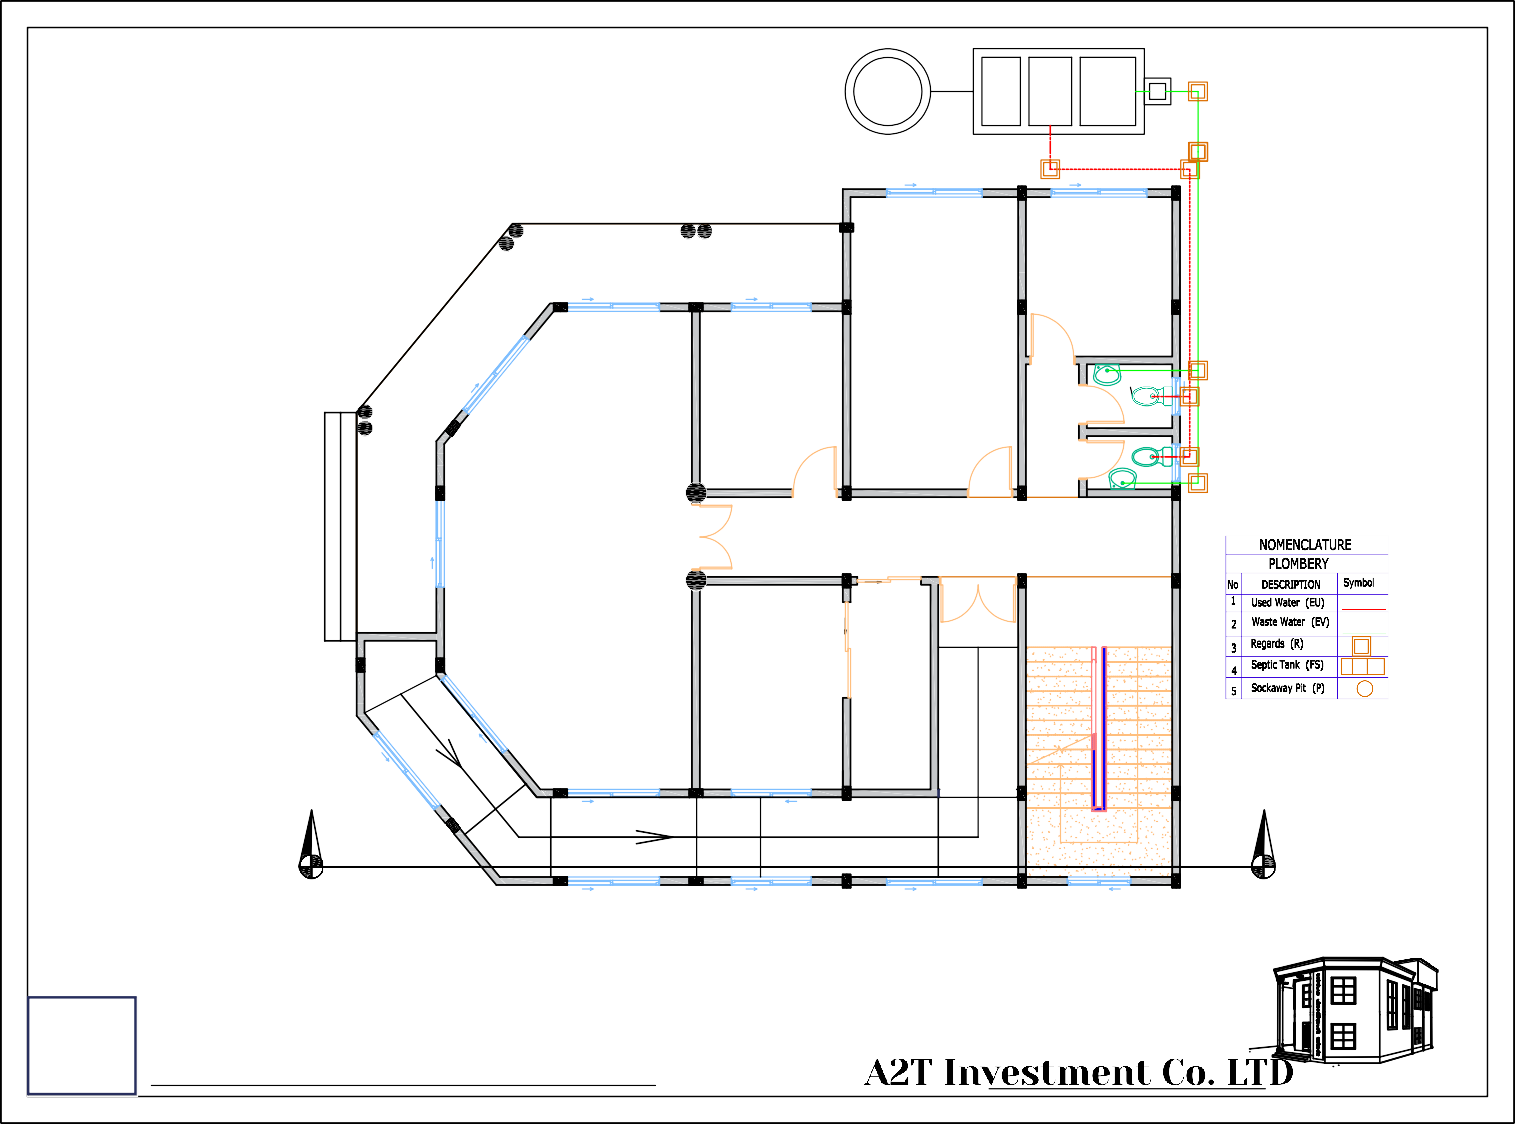 NOMENCLATURE
PLOMBERY
No DESCRIPTION Symbol
1 Used Water (EU)
2 Waste Water (EV)
3 Regards (R)
4 Septic Tank (FS)
5 Sockaway Pit (P)
A2T Investment Co. LTD